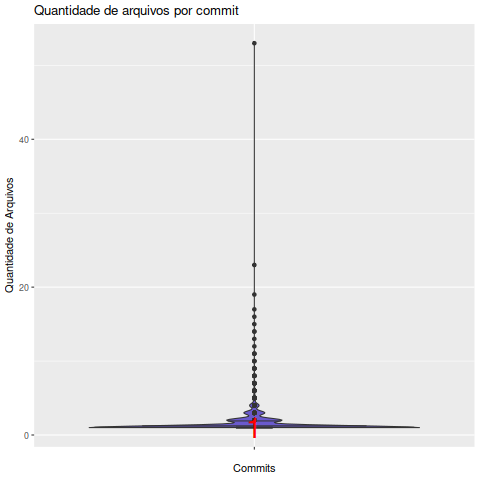 Quantidade de arquivos por commit
Quantidade de Arquivos
40
20
0
Commits